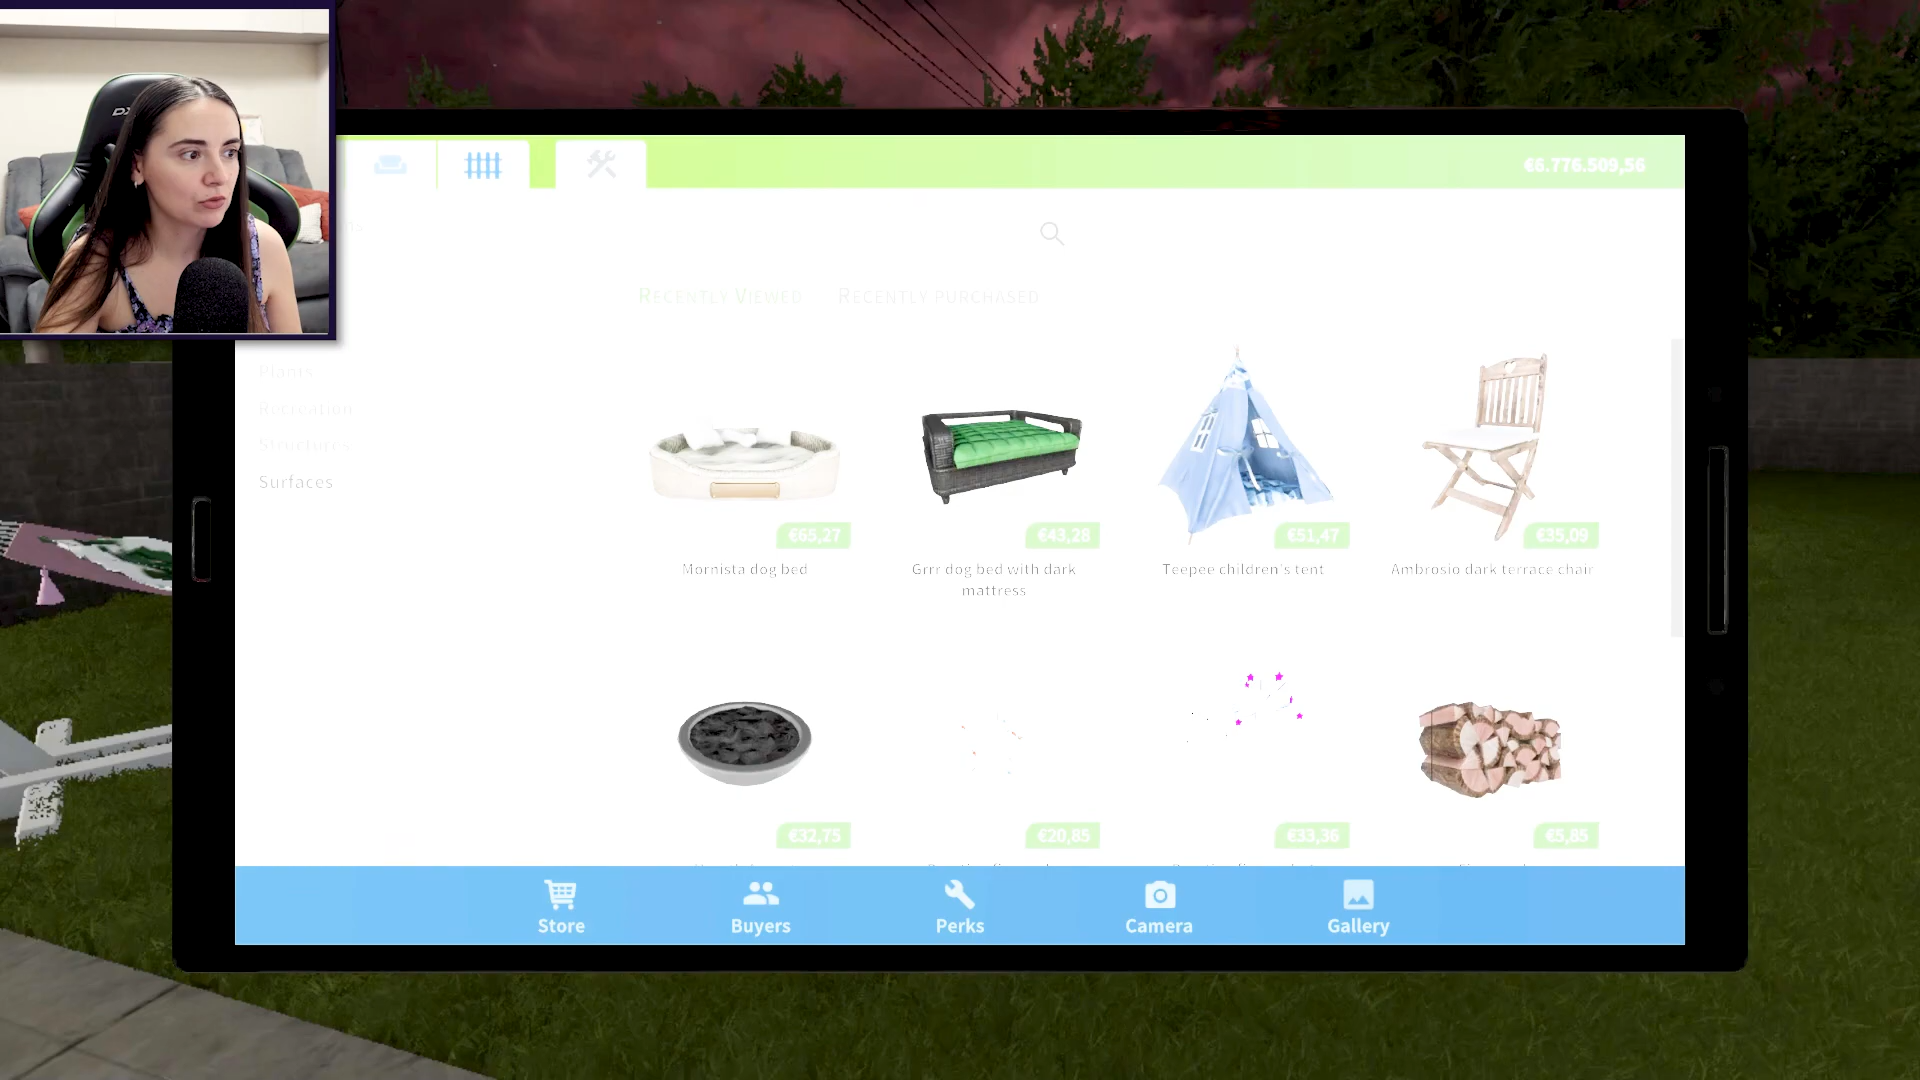 €6.776.509,56
RECENTLY VIEWED
RECENTLY PURCHASED
Plants
Recreation
Structures
Surfaces
€65,27
€43,28
€51,47
€35,09
Mornista dog bed
Grrr dog bed with dark
mattress
Teepee children's tent
Ambrosio dark terrace chair
€32,75
€20,85
€33,36
€5,85
Store
Buyers
Perks
Camera
Gallery